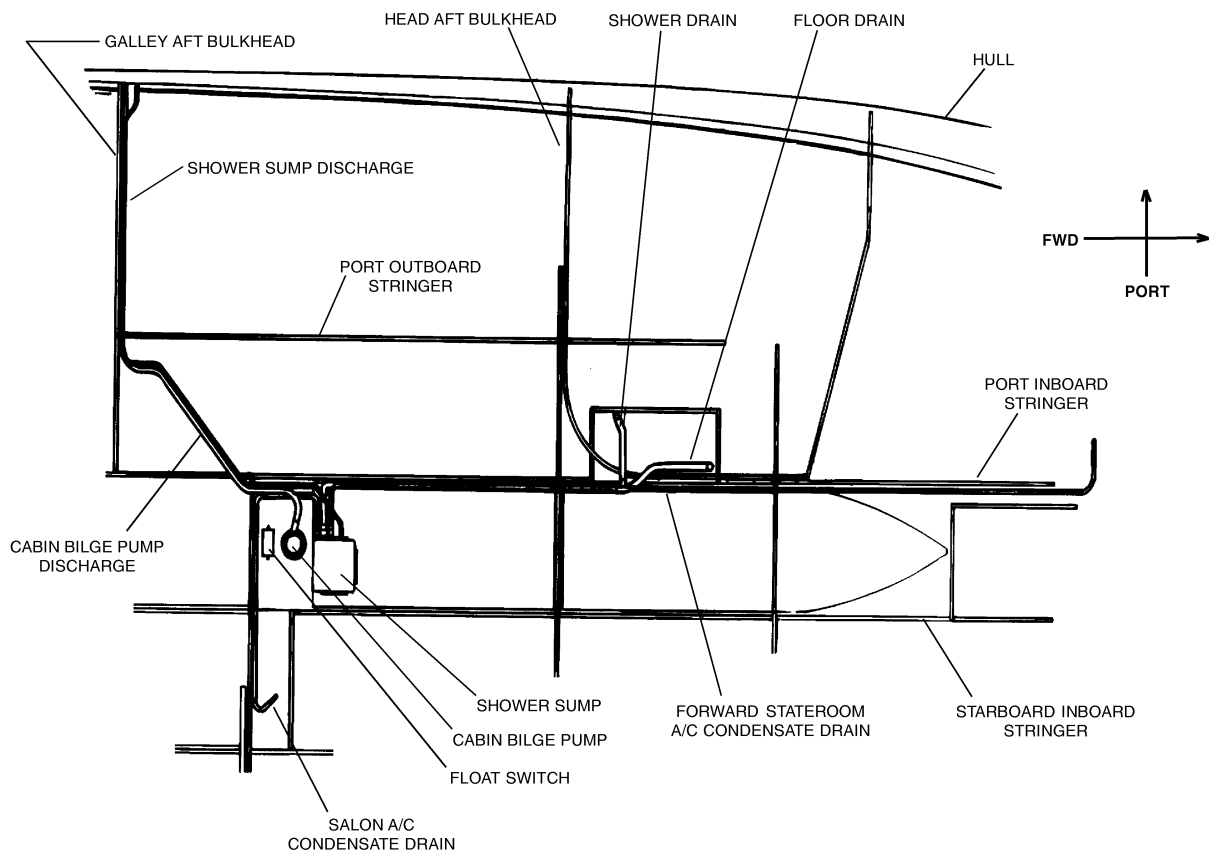 HEAD AFT BULKHEAD
SHOWER DRAIN
FLOOR DRAIN
GALLEY AFT BULKHEAD
HULL
SHOWER SUMP DISCHARGE
FWD
PORT
PORT OUTBOARD
STRINGER
PORT INBOARD
STRINGER
CABIN BILGE PUMP
DISCHARGE
SHOWER SUMP
CABIN BILGE PUMP
FLOAT SWITCH
FORWARD STATEROOM
A/C CONDENSATE DRAIN
STARBOARD INBOARD
STRINGER
SALON A/C
CONDENSATE DRAIN